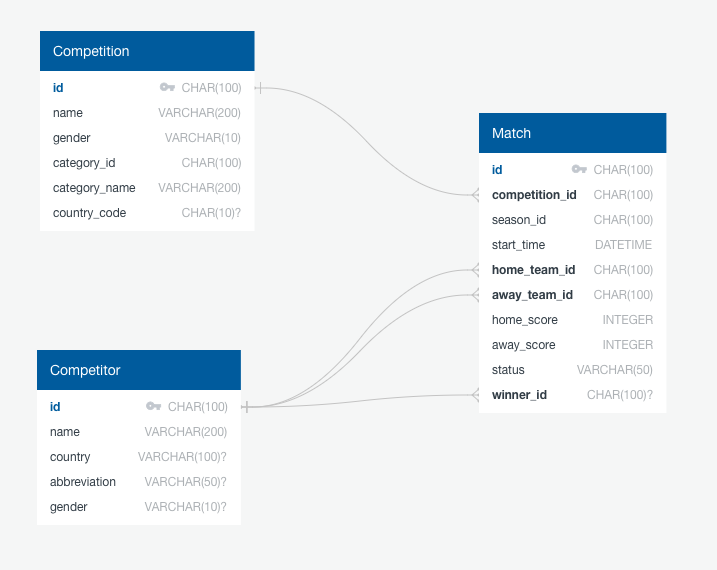 Competition
id CHAR(100)
name VARCHAR(200)
gender VARCHAR(10)
category_id CHAR(100)
category_name VARCHAR(200)
country_code CHAR(10)?
Match
id CHAR(100)
competition_id CHAR(100)
season_id CHAR(100)
start_time DATETIME
home_team_id CHAR(100)
away_team_id CHAR(100)
home_score INTEGER
away_score INTEGER
status VARCHAR(50)
winner_id CHAR(100)?
Competitor
id CHAR(100)
name VARCHAR(200)
country VARCHAR(100)?
abbreviation VARCHAR(50)?
gender VARCHAR(10)?